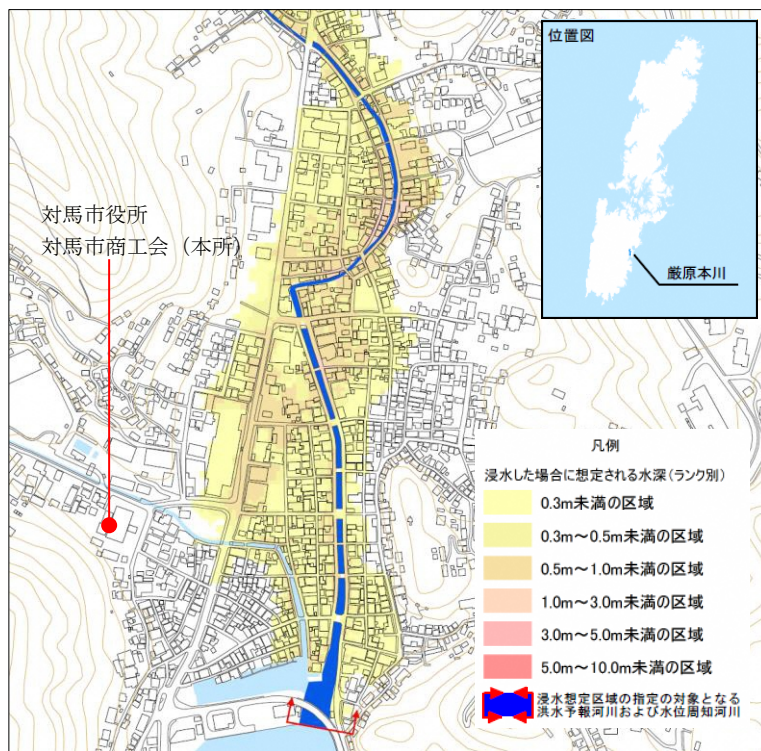 位置図
厳原本川
対馬市役所
対馬市商工会（本所）
凡例
浸水した場合に想定される水深(ランク別)
0.3m未満の区域
0.3m～0.5m未満の区域
0.5m～1.0m未満の区域
1.0m～3.0m未満の区域
3.0m～5.0m未満の区域
5.0m～10.0m未満の区域
浸水想定区域の指定の対象となる
洪水予報河川および水位周知河川